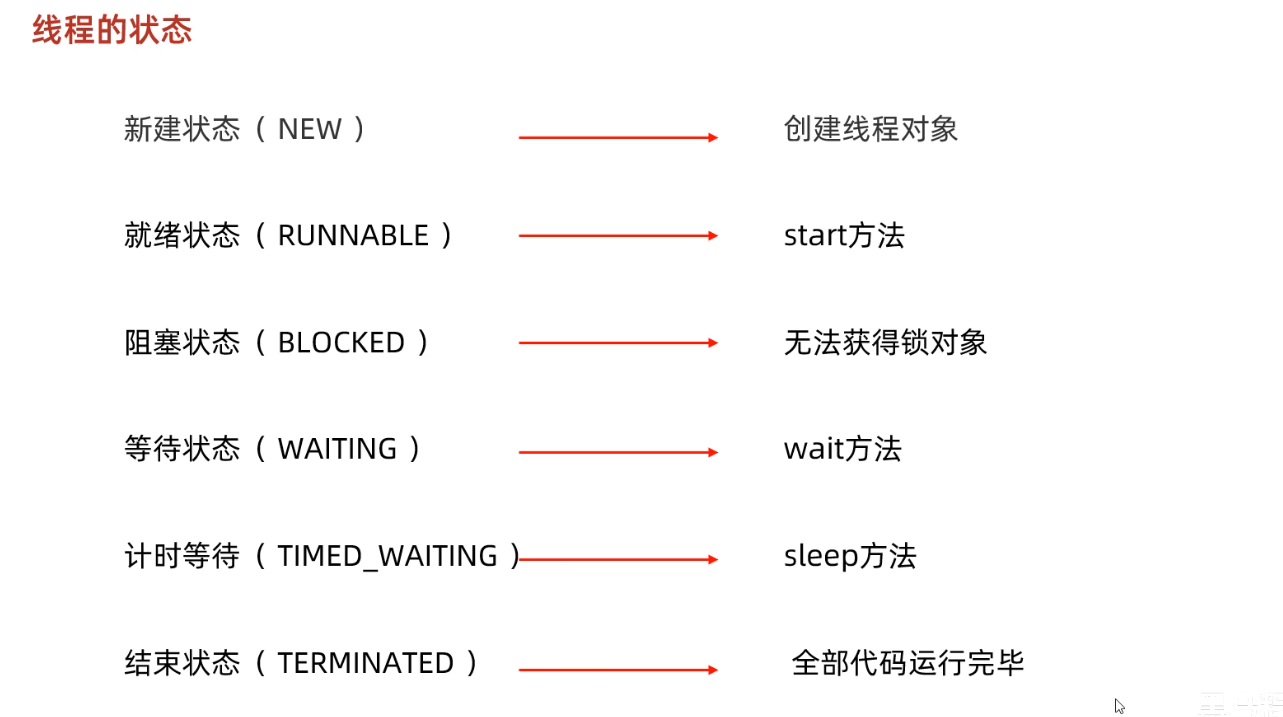 线程的状态
新建状态（ NEW ） 创建线程对象
就绪状态（ RUNNABLE ） start方法
阻塞状态（ BLOCKED ） 无法获得锁对象
等待状态（ WAITING ） wait方法
计时等待（ TIMED_WAITING ） sleep方法
结束状态（ TERMINATED ） 全部代码运行完毕